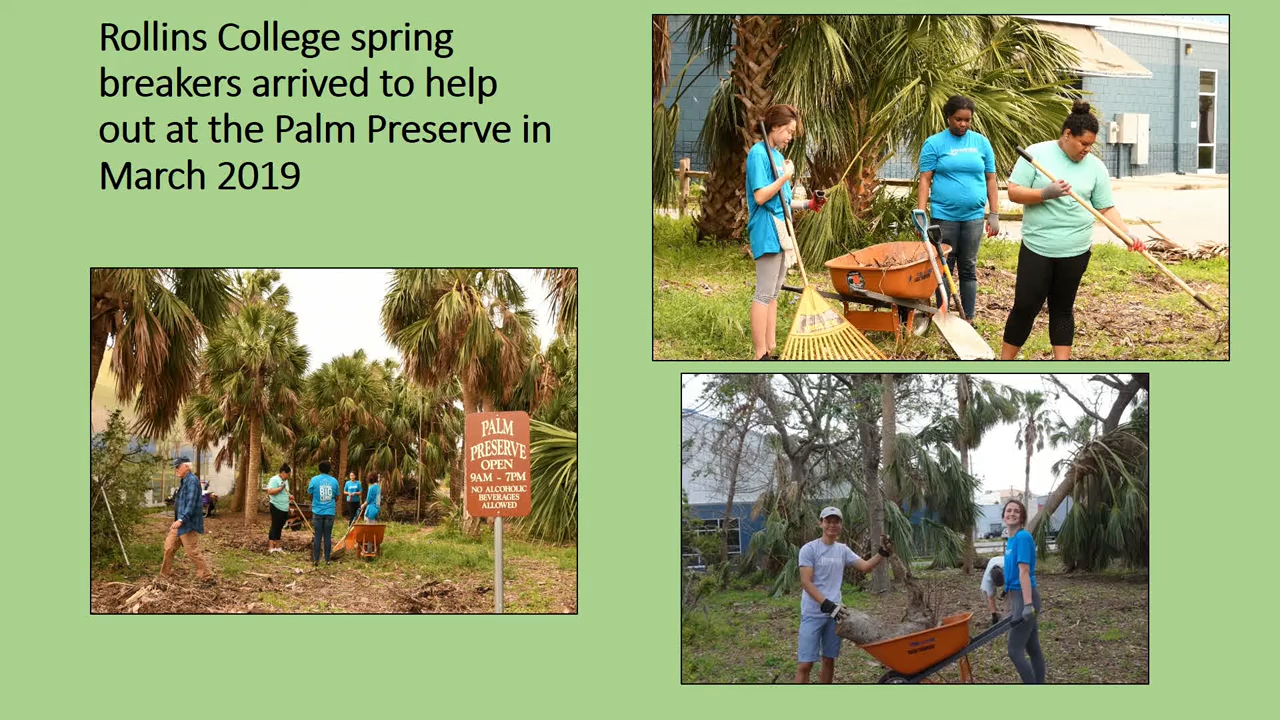 Rollins College spring
breakers arrived to help
out at the Palm Preserve in
March 2019
PALM
PRESERVE
OPEN
9AM - 7PM
NO ALCOHOLIC
BEVERAGES
ALLOWED